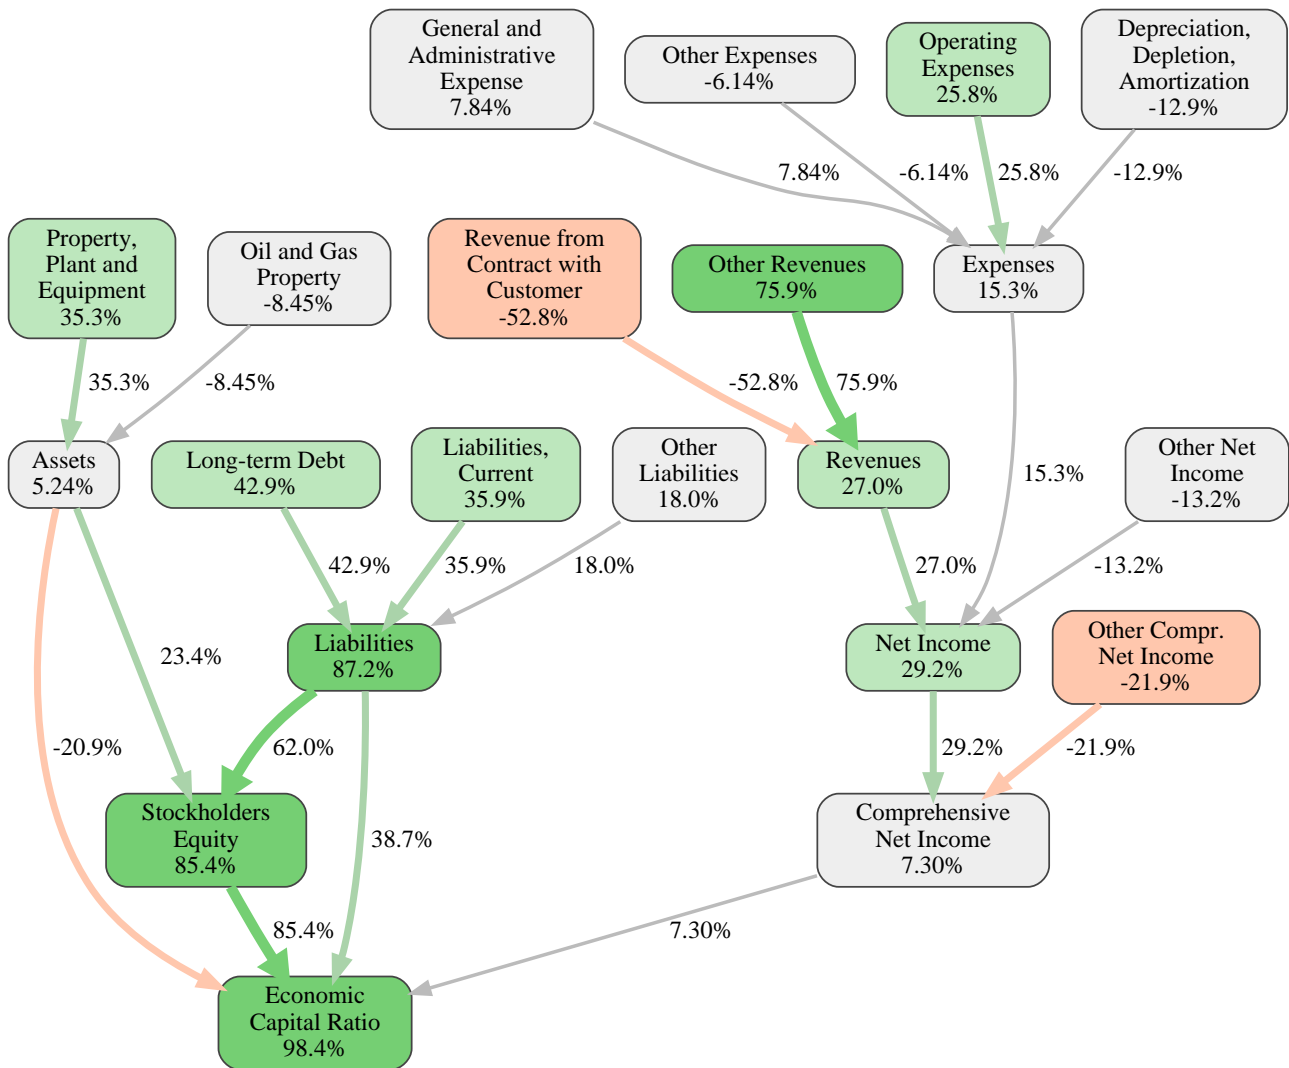 General and
Administrative
Expense
7.84%
Other Expenses
-6.14%
Operating
Expenses
25.8%
Depreciation,
Depletion,
Amortization
-12.9%
7.84%
-6.14%
25.8%
-12.9%
Property,
Plant and
Equipment
35.3%
Oil and Gas
Property
-8.45%
Revenue from
Contract with
Customer
-52.8%
Other Revenues
75.9%
Expenses
15.3%
35.3%
-8.45%
-52.8%
75.9%
Assets
5.24%
Long-term Debt
42.9%
Liabilities,
Current
35.9%
Other
Liabilities
18.0%
Revenues
27.0%
15.3%
Other Net
Income
-13.2%
42.9%
35.9%
18.0%
27.0%
-13.2%
23.4%
Liabilities
87.2%
Net Income
29.2%
Other Compr.
Net Income
-21.9%
-20.9%
62.0%
29.2%
-21.9%
Stockholders
Equity
85.4%
38.7%
Comprehensive
Net Income
7.30%
85.4%
7.30%
Economic
Capital Ratio
98.4%